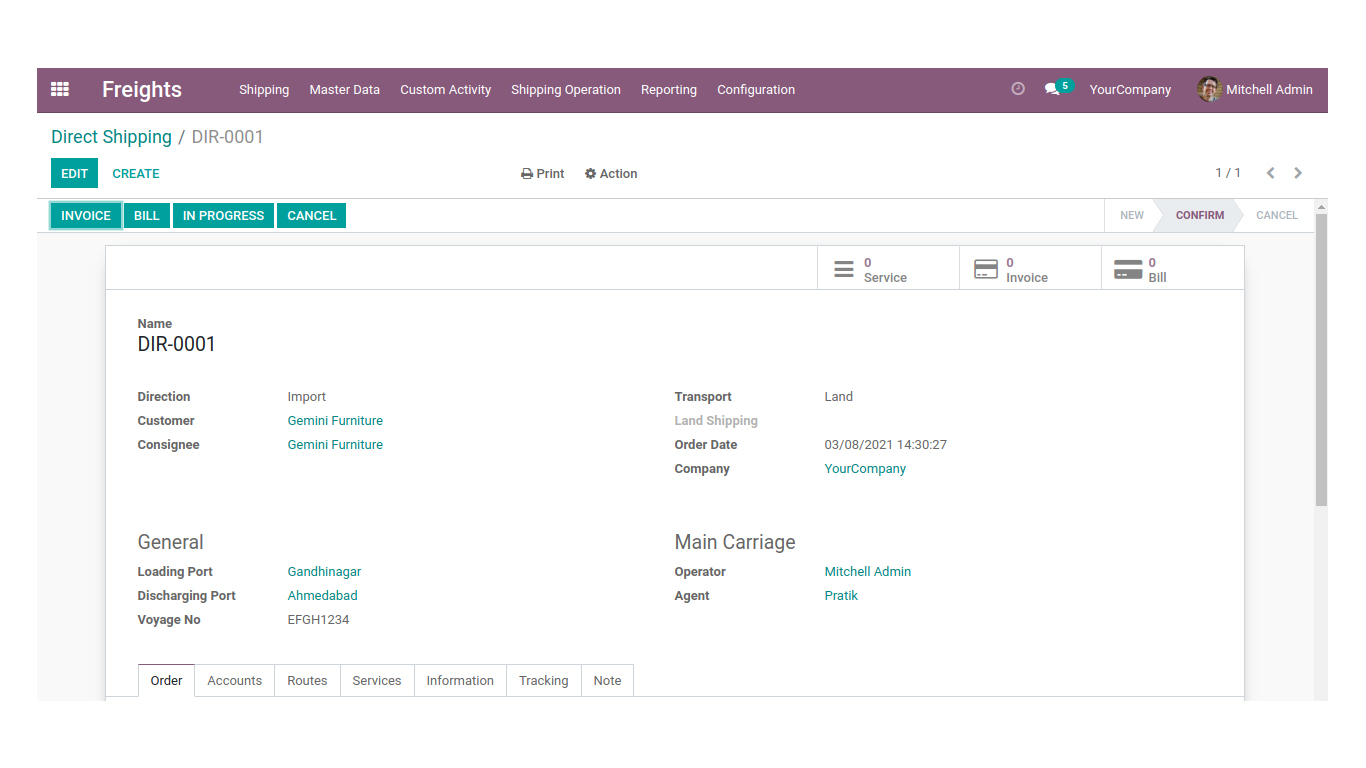 Freights Shipping Master Data Custom Activity Shipping Operation Reporting Configuration 5 YourCompany Mitchell Admin
Direct Shipping / DIR-0001
EDIT CREATE Print Action 1 / 1
INVOICE BILL IN PROGRESS CANCEL NEW CONFIRM CANCEL
0 Service 0 Invoice 0 Bill
Name
DIR-0001
Direction Import Transport Land
Customer Gemini Furniture Land Shipping
Consignee Gemini Furniture Order Date 03/08/2021 14:30:27
Company YourCompany
General Main Carriage
Loading Port Gandhinagar Operator Mitchell Admin
Discharging Port Ahmedabad Agent Pratik
Voyage No EFGH1234
Order Accounts Routes Services Information Tracking Note